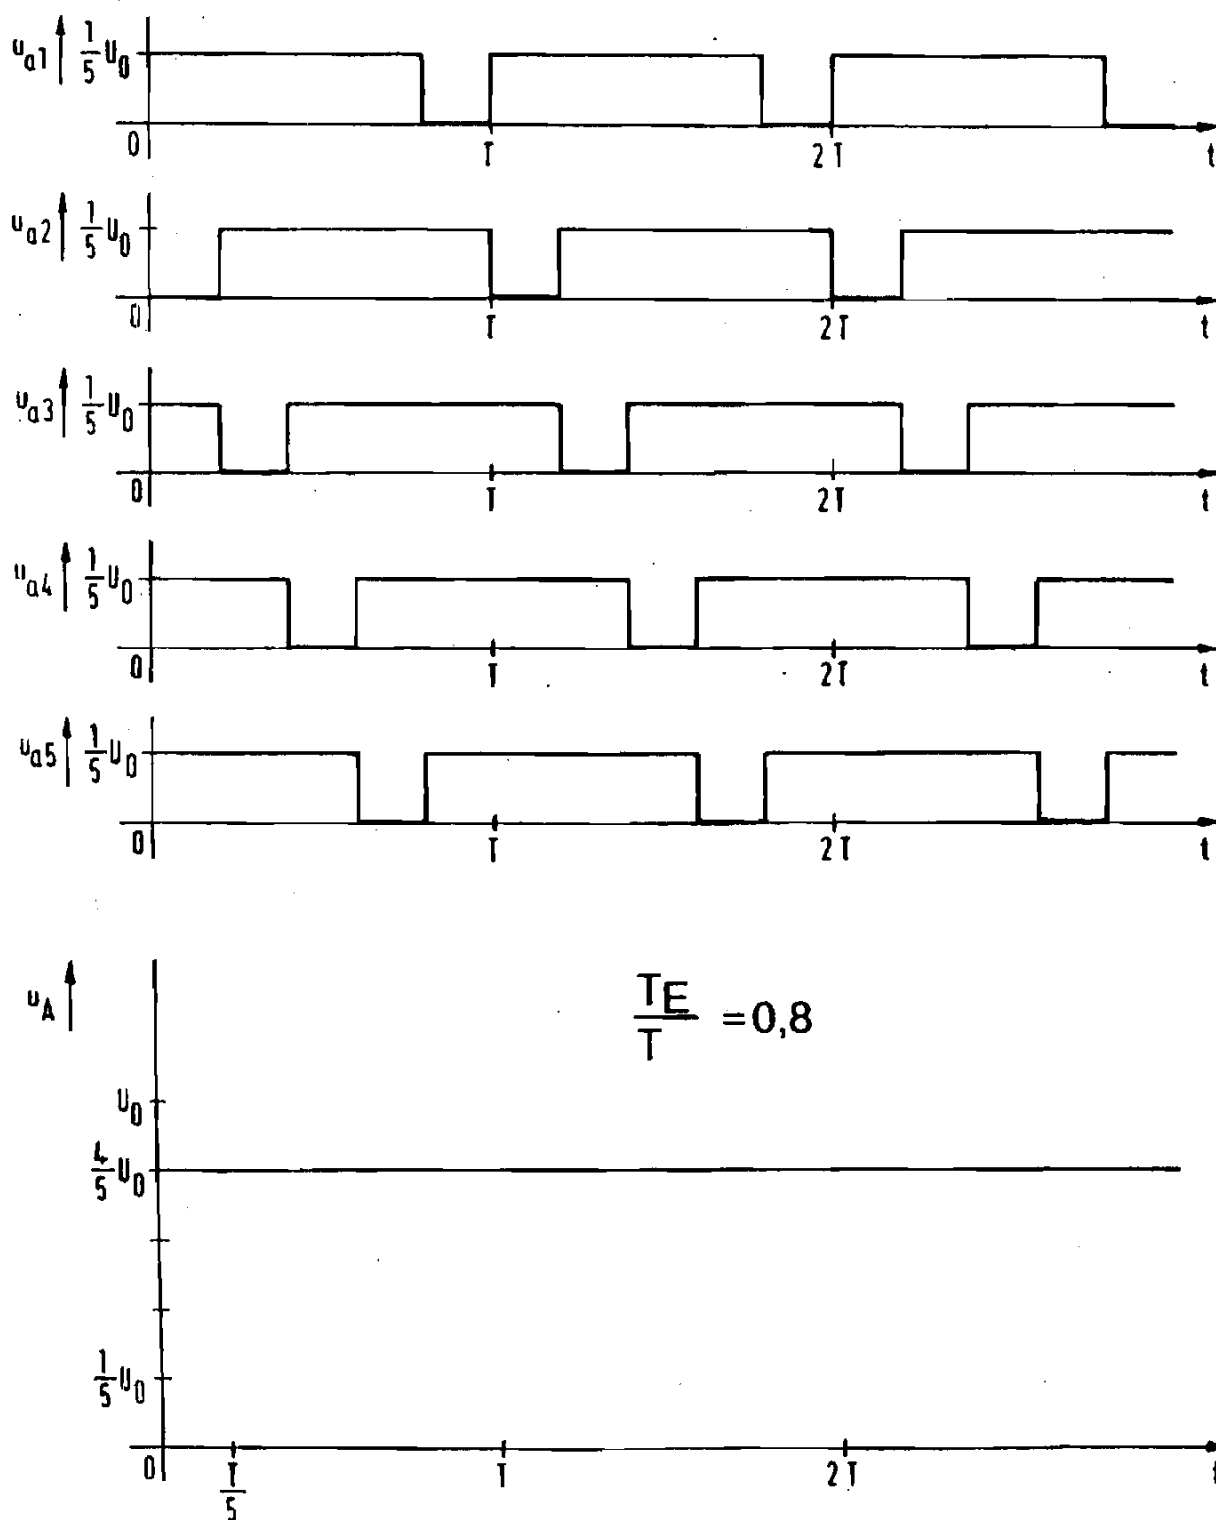 u_a1 1/5 U_0
0 T 2T t
u_a2 1/5 U_0
0 T 2T t
u_a3 1/5 U_0
0 T 2T t
u_a4 1/5 U_0
0 T 2T t
u_a5 1/5 U_0
0 T 2T t
u_A
T_E/T = 0,8
U_0
4/5 U_0
1/5 U_0
0 T/5 T 2T t